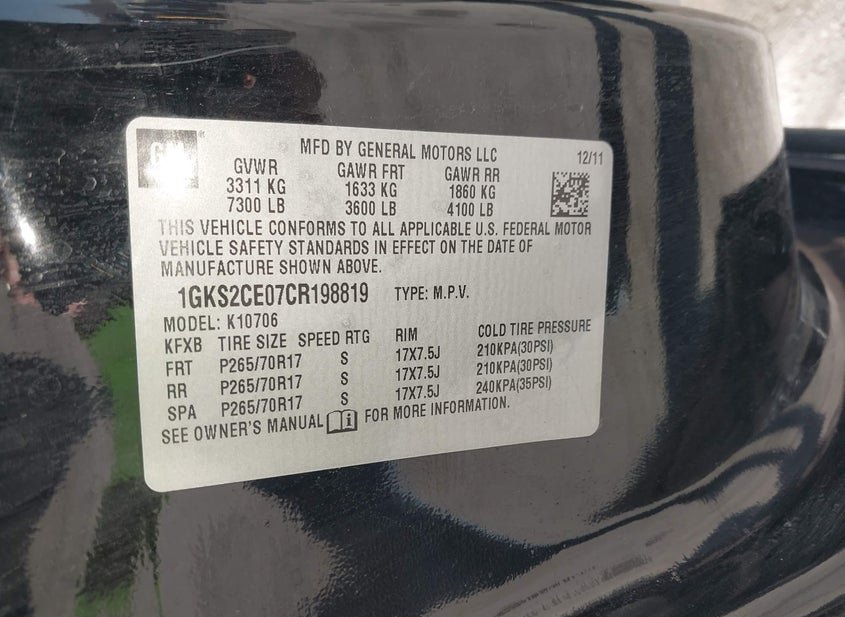 GM
MFD BY GENERAL MOTORS LLC 12/11
GVWR GAWR FRT GAWR RR
3311 KG 1633 KG 1860 KG
7300 LB 3600 LB 4100 LB
THIS VEHICLE CONFORMS TO ALL APPLICABLE U.S. FEDERAL MOTOR
VEHICLE SAFETY STANDARDS IN EFFECT ON THE DATE OF
MANUFACTURE SHOWN ABOVE.
1GKS2CE07CR198819 TYPE: M.P.V.
MODEL: K10706
KFXB TIRE SIZE SPEED RTG RIM COLD TIRE PRESSURE
FRT P265/70R17 S 17X7.5J 210KPA(30PSI)
RR P265/70R17 S 17X7.5J 210KPA(30PSI)
SPA P265/70R17 S 17X7.5J 240KPA(35PSI)
SEE OWNER'S MANUAL i FOR MORE INFORMATION.